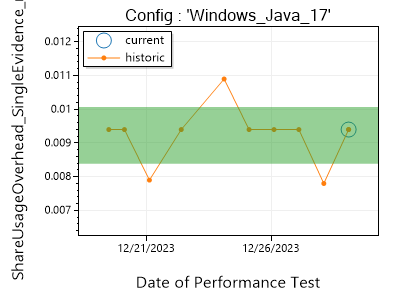 Config : 'Windows_Java_17'
current
historic
0.012
0.011
0.01
0.009
0.008
0.007
ShareUsageOverhead_SingleEvidence_
12/21/2023
12/26/2023
Date of Performance Test